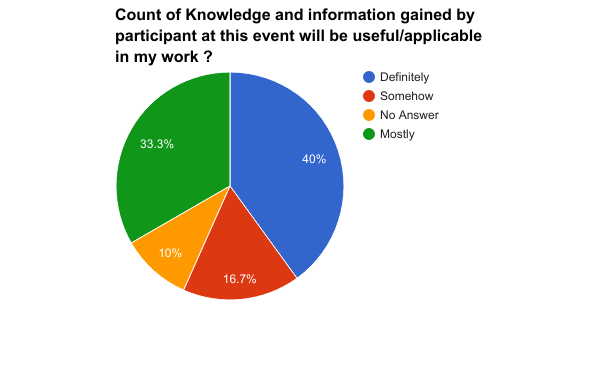 Count of Knowledge and information gained by
participant at this event will be useful/applicable
in my work ?
Definitely
Somehow
No Answer
Mostly
33.3%
40%
10%
16.7%